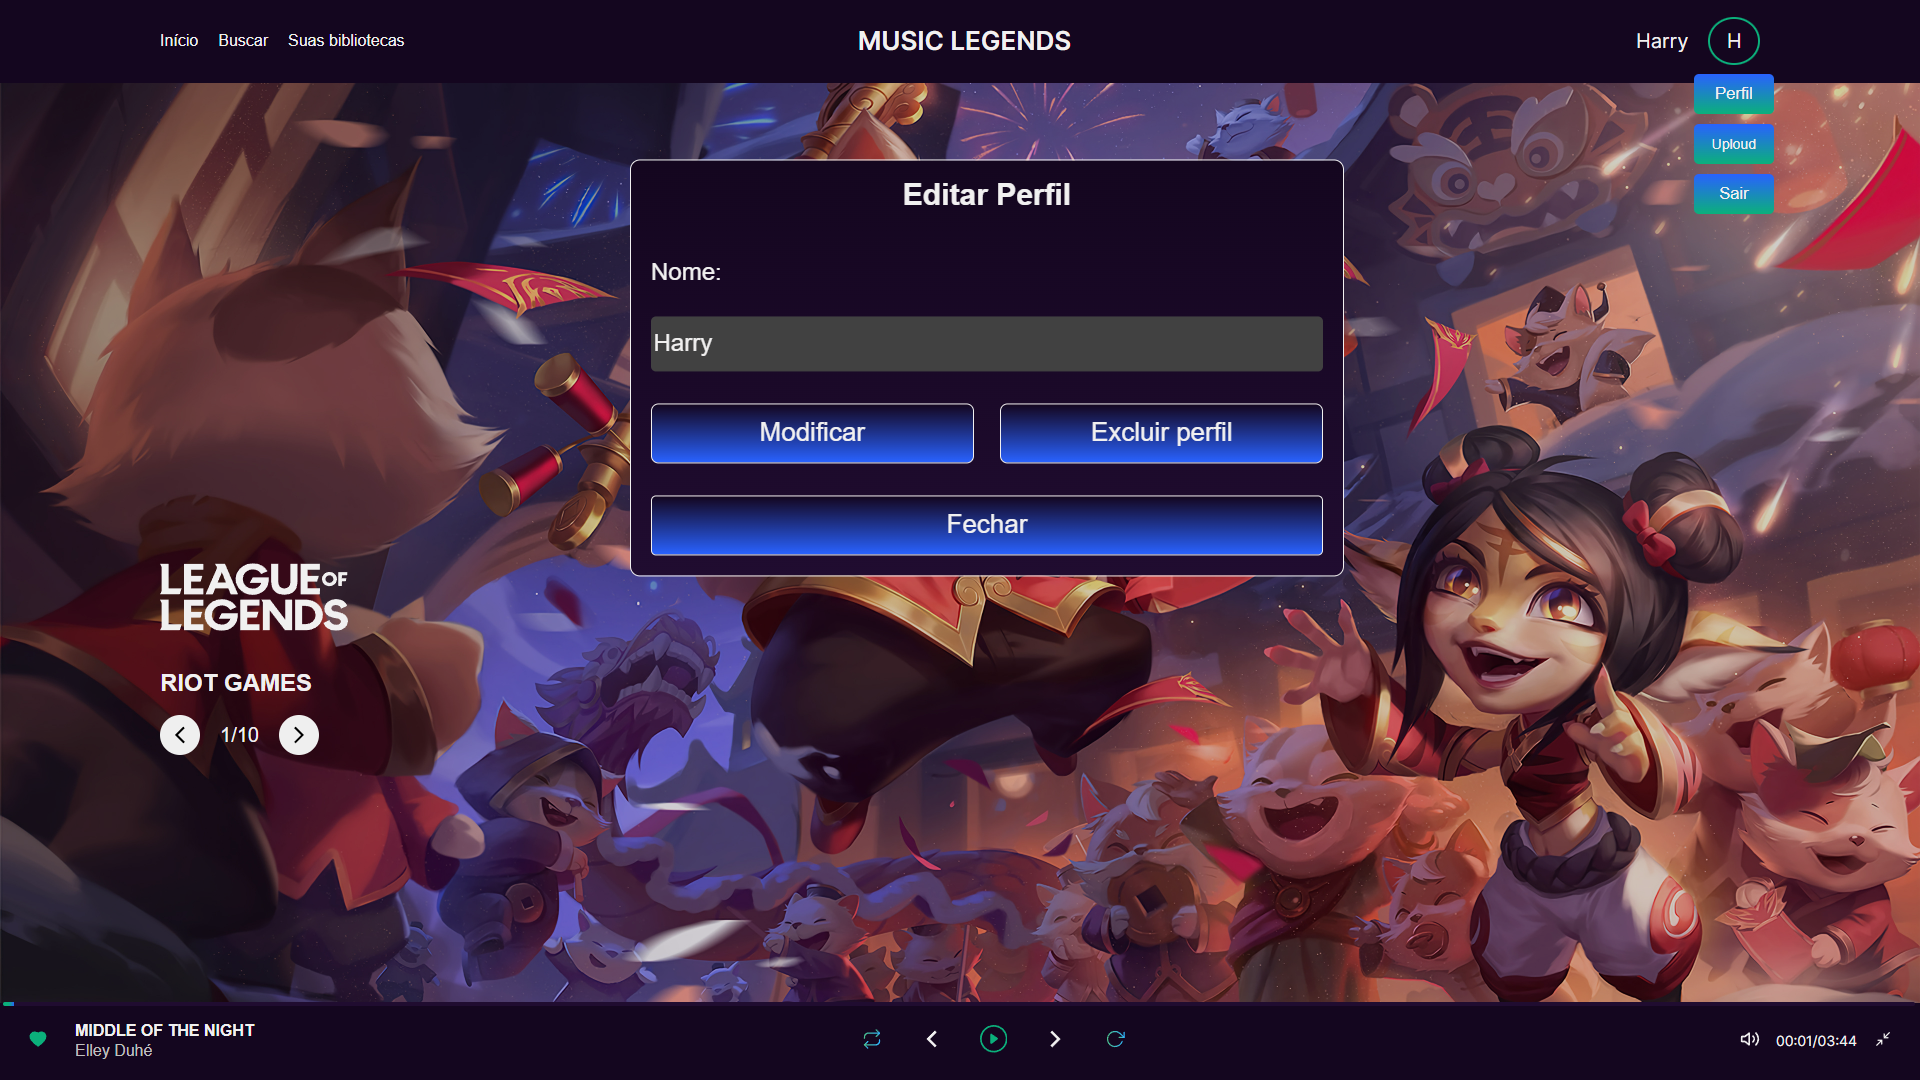 Início Buscar Suas bibliotecas
MUSIC LEGENDS
Harry H
Perfil
Uploud
Sair
Editar Perfil
Nome:
Harry
Modificar Excluir perfil
Fechar
LEAGUE OF
LEGENDS
RIOT GAMES
1/10
MIDDLE OF THE NIGHT
Elley Duhé
00:01/03:44